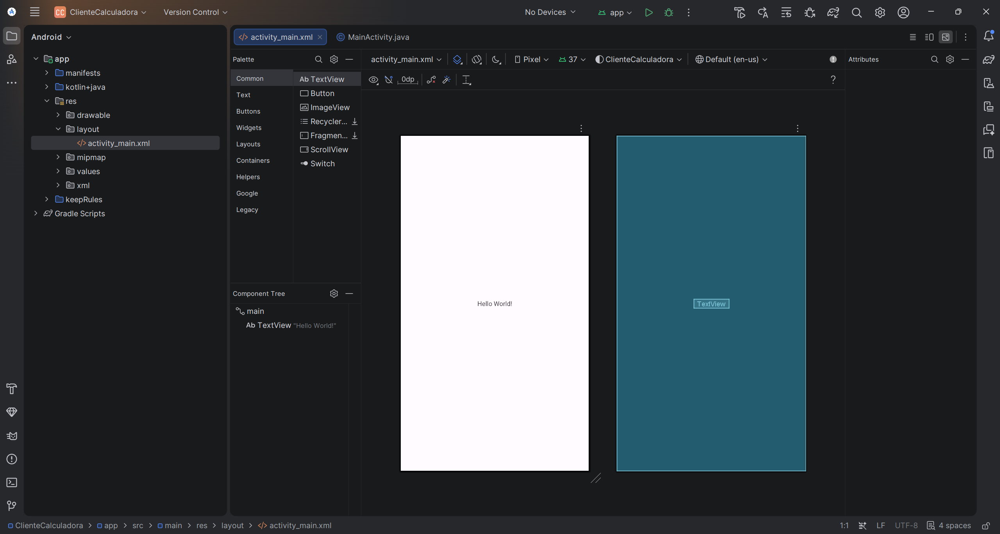 CC ClienteCalculadora Version Control No Devices app
Android
activity_main.xml
MainActivity.java
app
manifests
kotlin+java
res
drawable
layout
activity_main.xml
mipmap
values
xml
keepRules
Gradle Scripts
Palette
Common
Text
Buttons
Widgets
Layouts
Containers
Helpers
Google
Legacy
Ab TextView
Button
ImageView
Recycler...
Fragmen...
ScrollView
Switch
Component Tree
main
Ab TextView "Hello World!"
activity_main.xml Pixel 37 ClienteCalculadora Default (en-us)
0dp ?
Hello World!
TextView
Attributes
ClienteCalculadora > app > src > main > res > layout > activity_main.xml
1:1 LF UTF-8 4 spaces